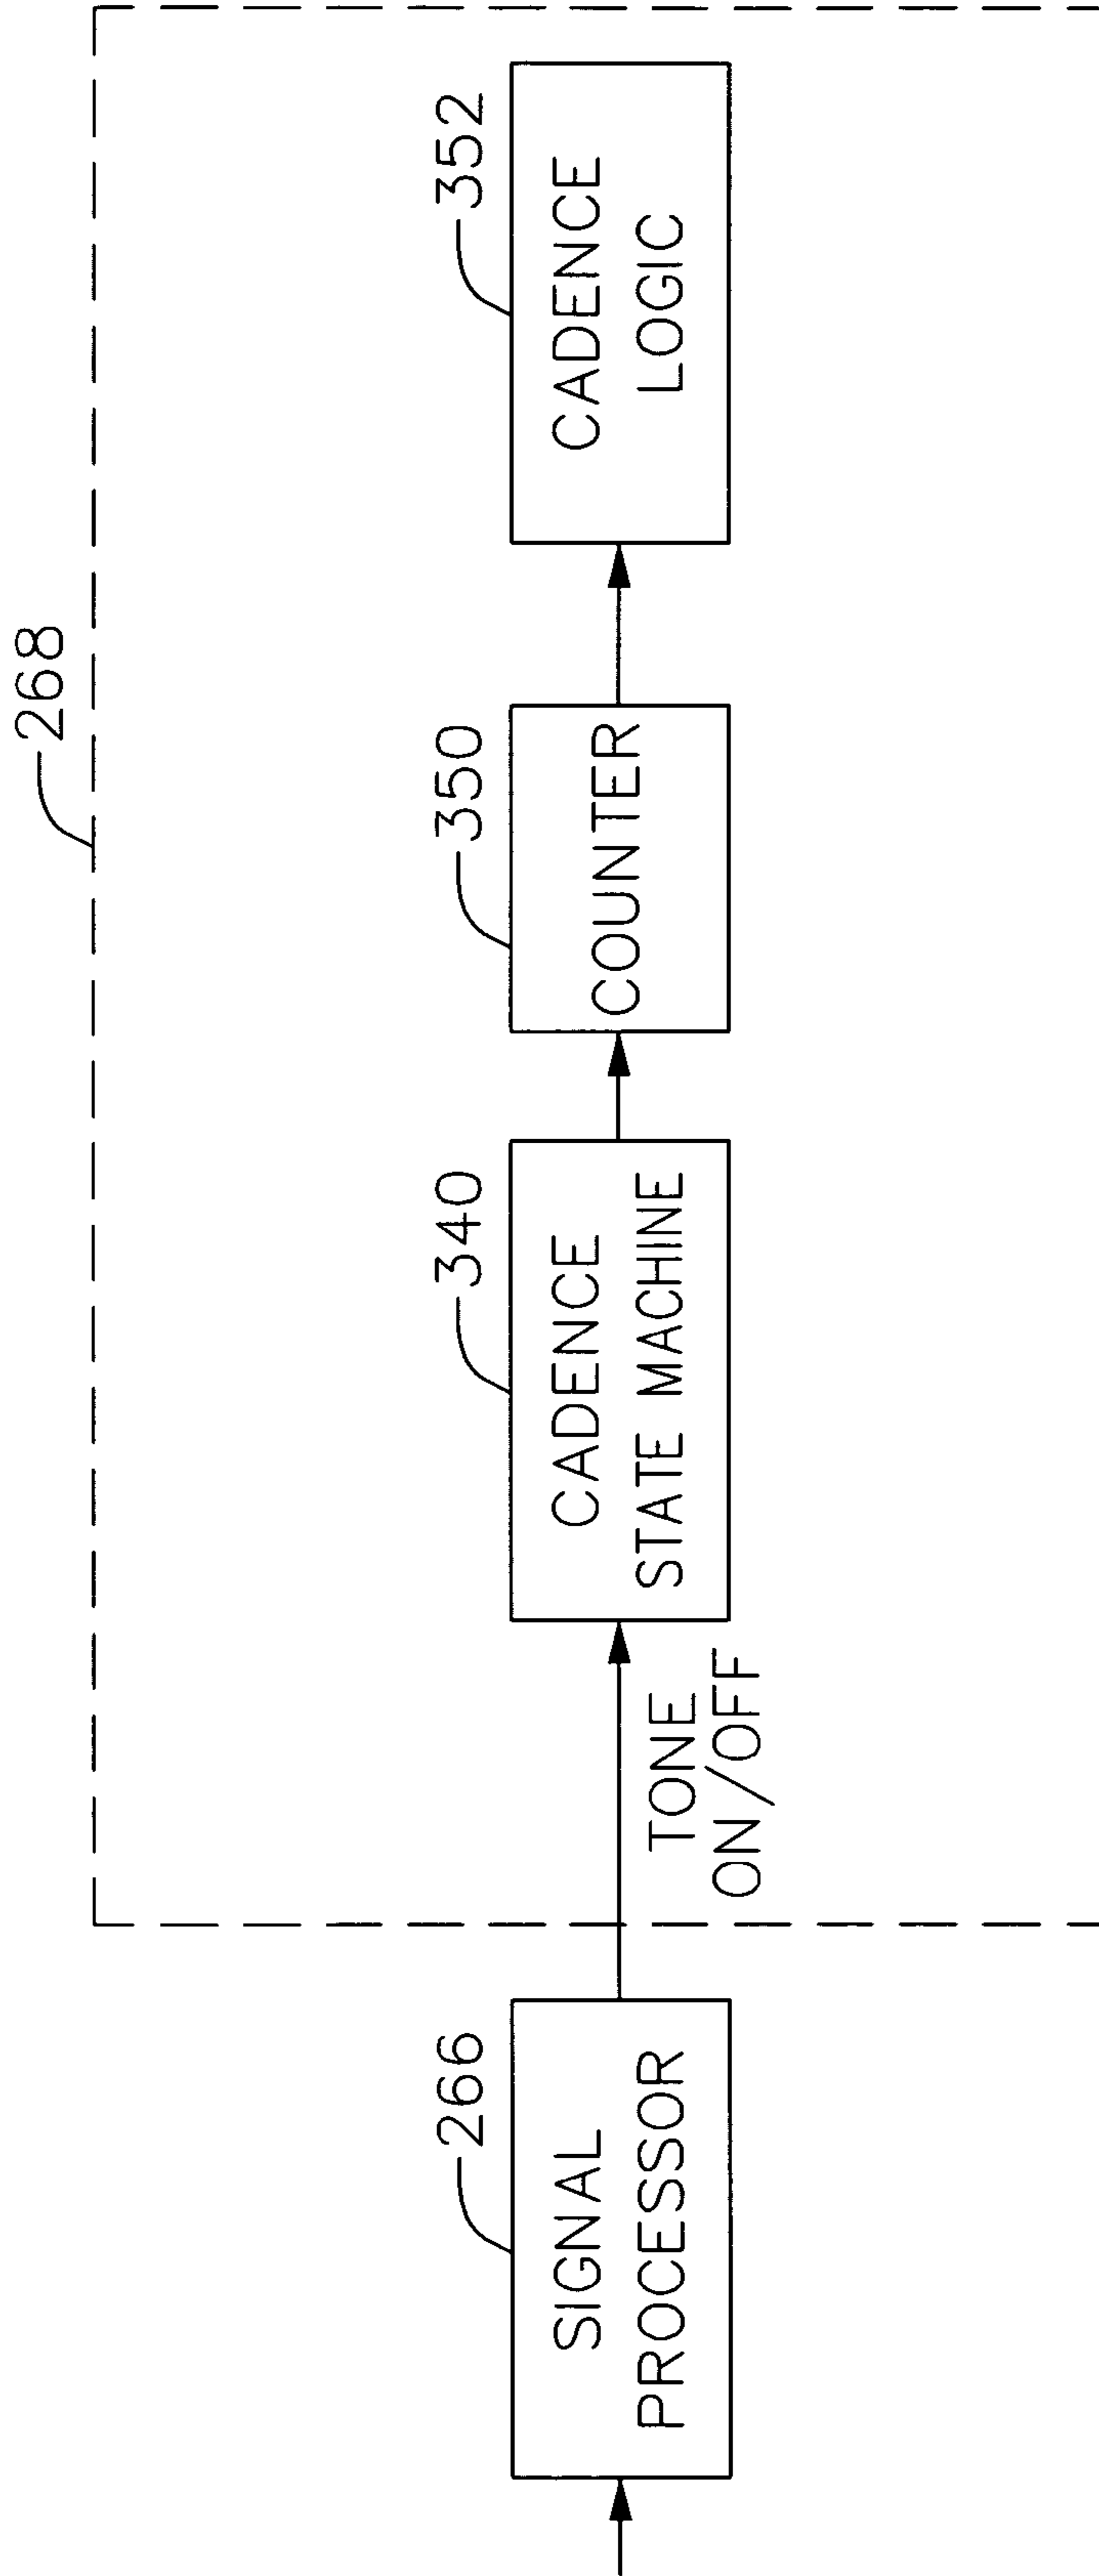 268
266
SIGNAL
PROCESSOR
TONE
ON/OFF
340
CADENCE
STATE MACHINE
350
COUNTER
352
CADENCE
LOGIC